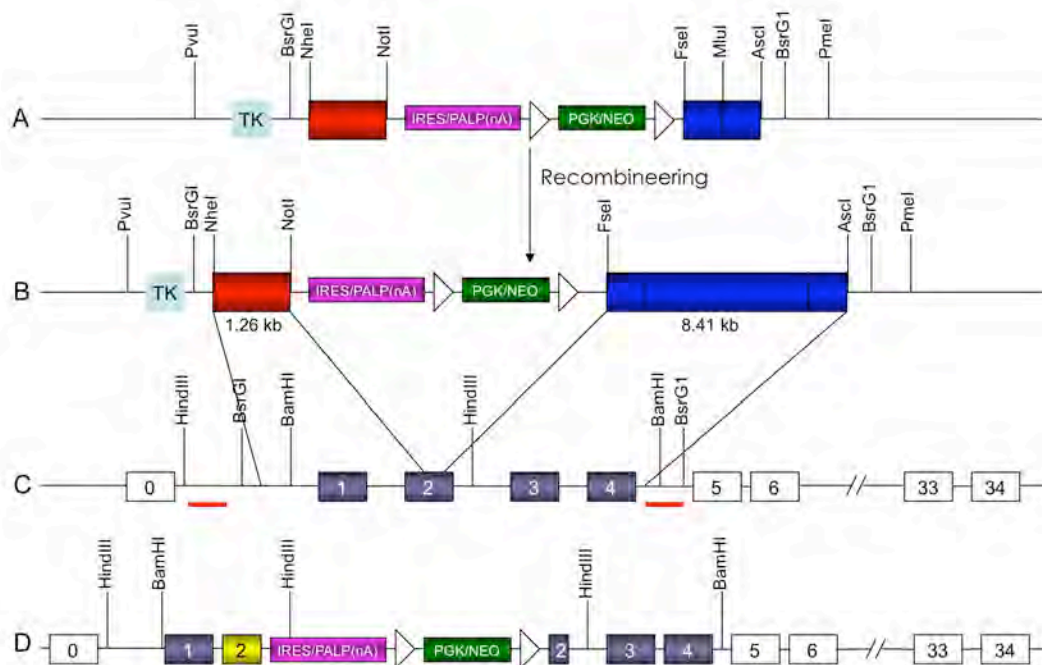 PvuI BsrGI NheI NotI FseI MluI AscI BsrG1 PmeI
A TK IRES/PALP(nA) PGK/NEO
Recombineering
PvuI BsrGI NheI NotI FseI AscI BsrG1 PmeI
B TK IRES/PALP(nA) PGK/NEO
1.26 kb 8.41 kb
HindIII BsrGI BamHI HindIII BamHI BsrG1
C 0 1 2 3 4 5 6 // 33 34
HindIII BamHI HindIII HindIII BamHI
D 0 1 2 IRES/PALP(nA) PGK/NEO 2 3 4 5 6 // 33 34